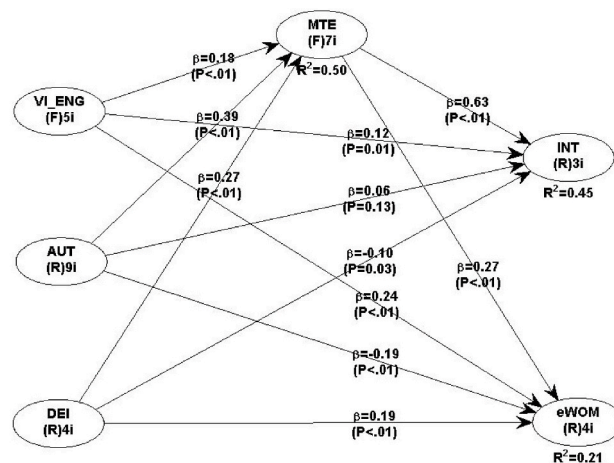 MTE
(F)7i
R²=0.50
β=0.18
(P<.01)
VI_ENG
(F)5i
β=0.39
(P<.01)
β=0.63
(P<.01)
β=0.12
(P=0.01)
INT
(R)3i
R²=0.45
β=0.27
(P<.01)
β=0.06
(P=0.13)
AUT
(R)9i
β=-0.10
(P=0.03)
β=0.27
(P<.01)
β=0.24
(P<.01)
β=-0.19
(P<.01)
DEI
(R)4i
β=0.19
(P<.01)
eWOM
(R)4i
R²=0.21